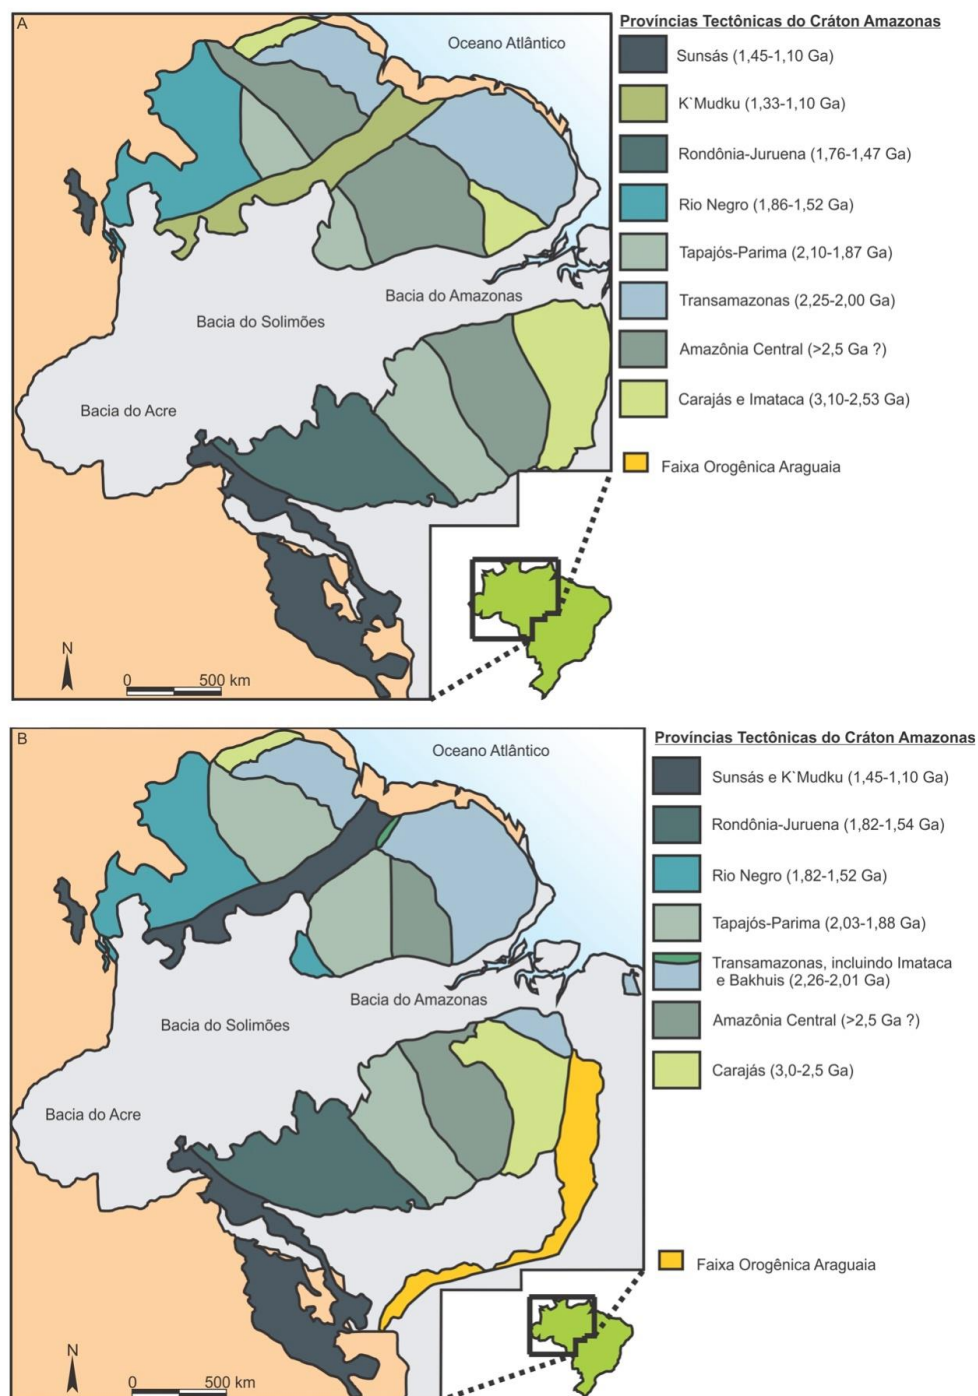 A
Oceano Atlântico
Bacia do Amazonas
Bacia do Solimões
Bacia do Acre
N
0 500 km
Províncias Tectônicas do Cráton Amazonas
Sunsás (1,45-1,10 Ga)
K`Mudku (1,33-1,10 Ga)
Rondônia-Juruena (1,76-1,47 Ga)
Rio Negro (1,86-1,52 Ga)
Tapajós-Parima (2,10-1,87 Ga)
Transamazonas (2,25-2,00 Ga)
Amazônia Central (>2,5 Ga ?)
Carajás e Imataca (3,10-2,53 Ga)
Faixa Orogênica Araguaia
B
Oceano Atlântico
Bacia do Amazonas
Bacia do Solimões
Bacia do Acre
N
0 500 km
Províncias Tectônicas do Cráton Amazonas
Sunsás e K`Mudku (1,45-1,10 Ga)
Rondônia-Juruena (1,82-1,54 Ga)
Rio Negro (1,82-1,52 Ga)
Tapajós-Parima (2,03-1,88 Ga)
Transamazonas, incluindo Imataca
e Bakhuis (2,26-2,01 Ga)
Amazônia Central (>2,5 Ga ?)
Carajás (3,0-2,5 Ga)
Faixa Orogênica Araguaia